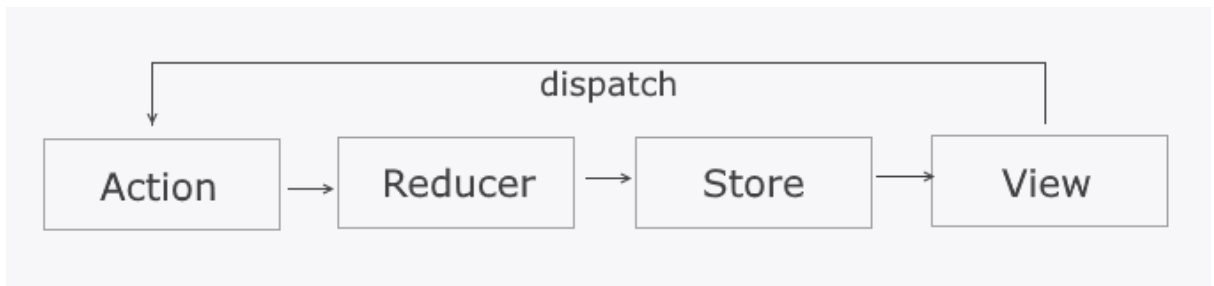 dispatch
Action
Reducer
Store
View